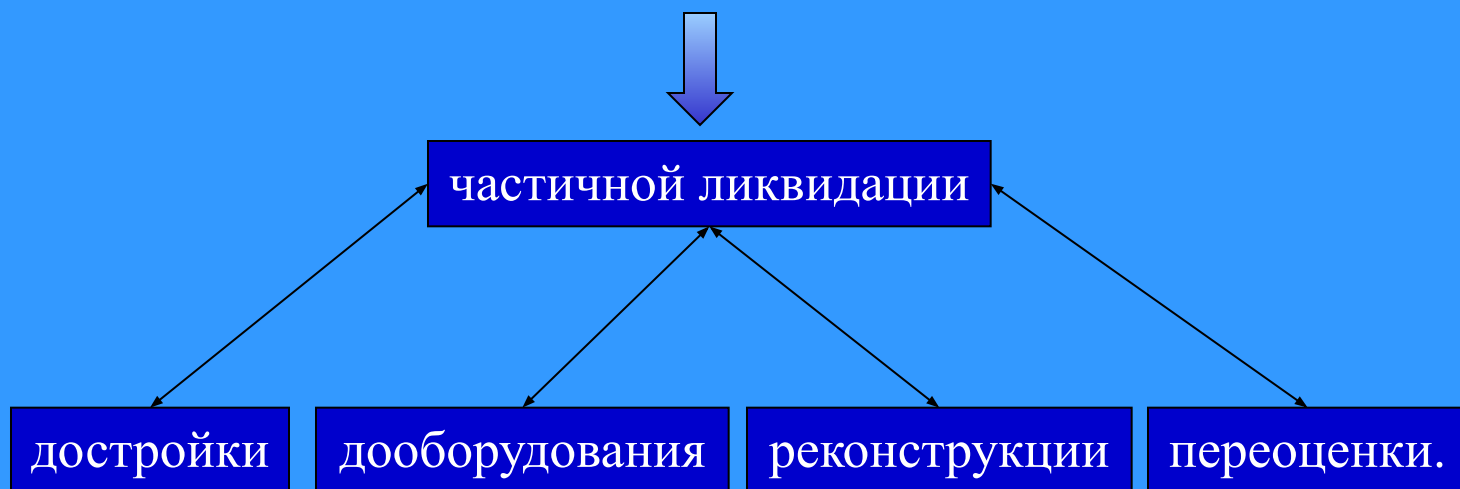 частичной ликвидации
достройки
дооборудования
реконструкции
переоценки.